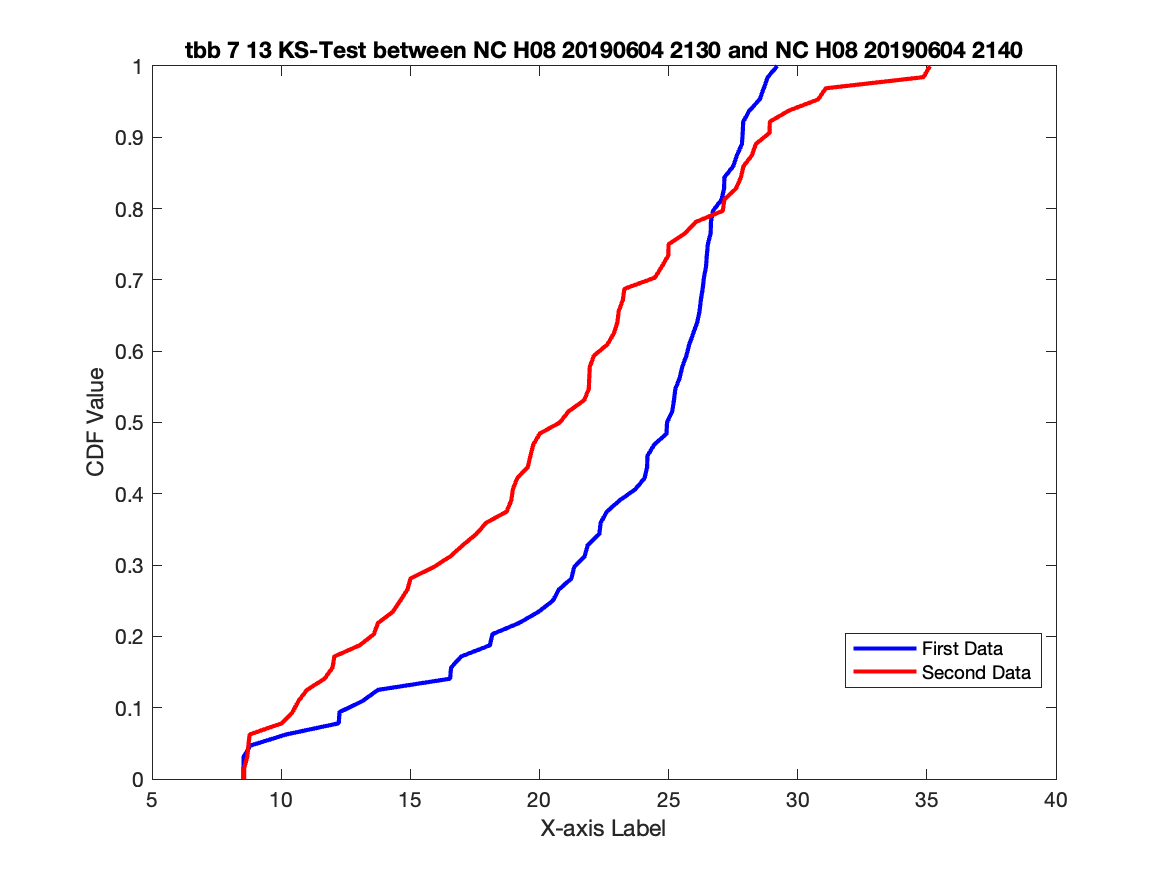 tbb 7 13 KS-Test between NC H08 20190604 2130 and NC H08 20190604 2140
1
0.9
0.8
0.7
0.6
0.5
0.4
0.3
0.2
0.1
0
CDF Value
First Data
Second Data
5 10 15 20 25 30 35 40
X-axis Label